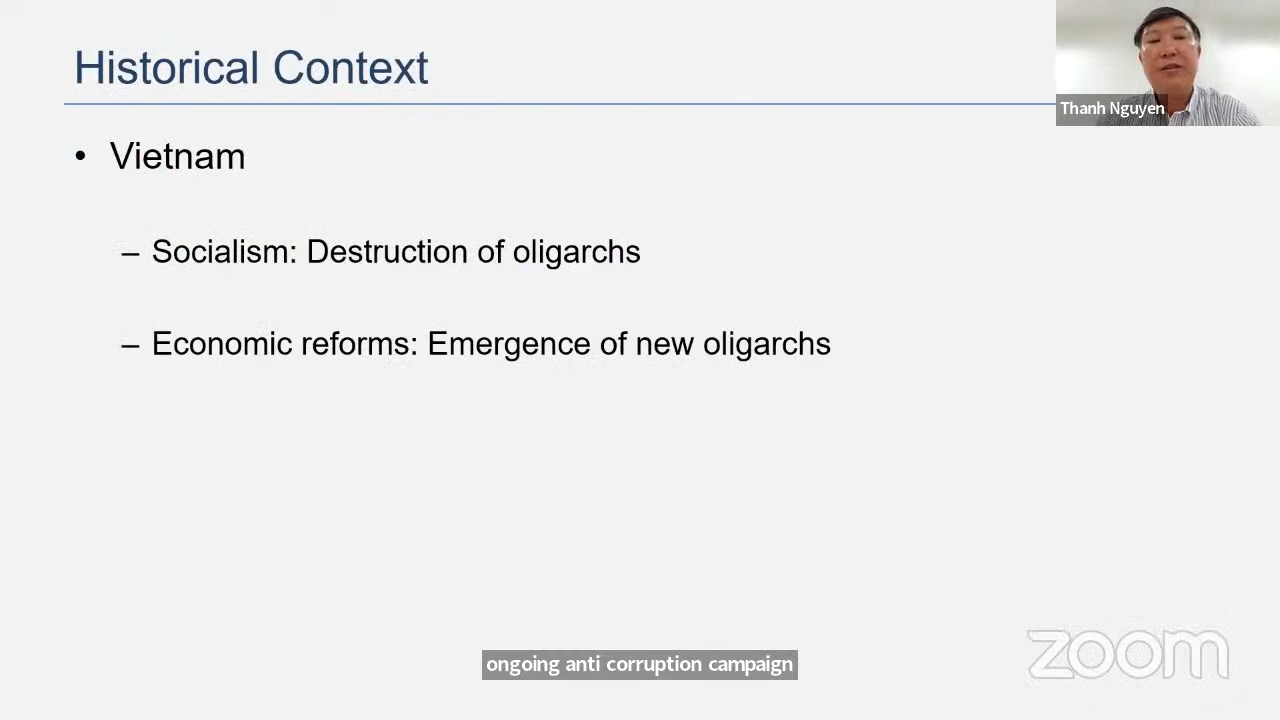 Historical Context
Thanh Nguyen
• Vietnam
– Socialism: Destruction of oligarchs
– Economic reforms: Emergence of new oligarchs
ongoing anti corruption campaign
zoom